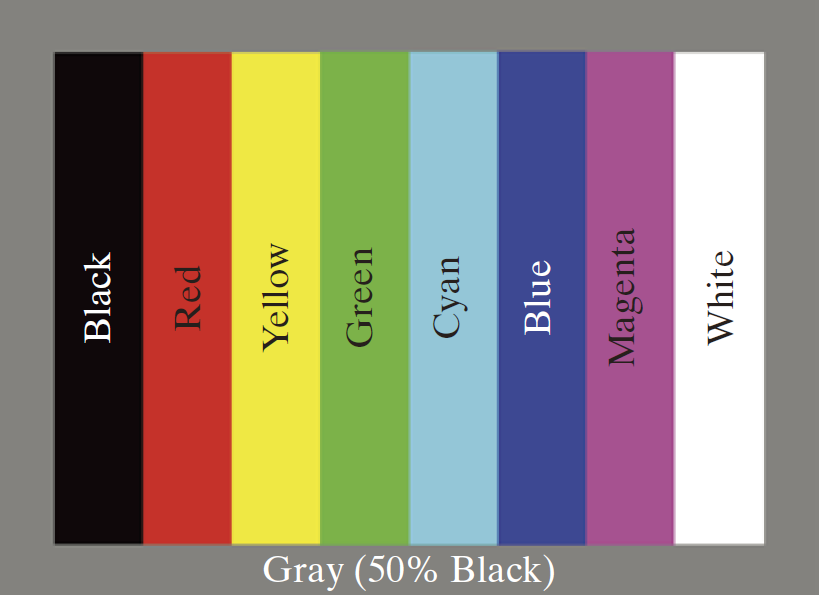 Black
Red
Yellow
Green
Cyan
Blue
Magenta
White
Gray (50% Black)